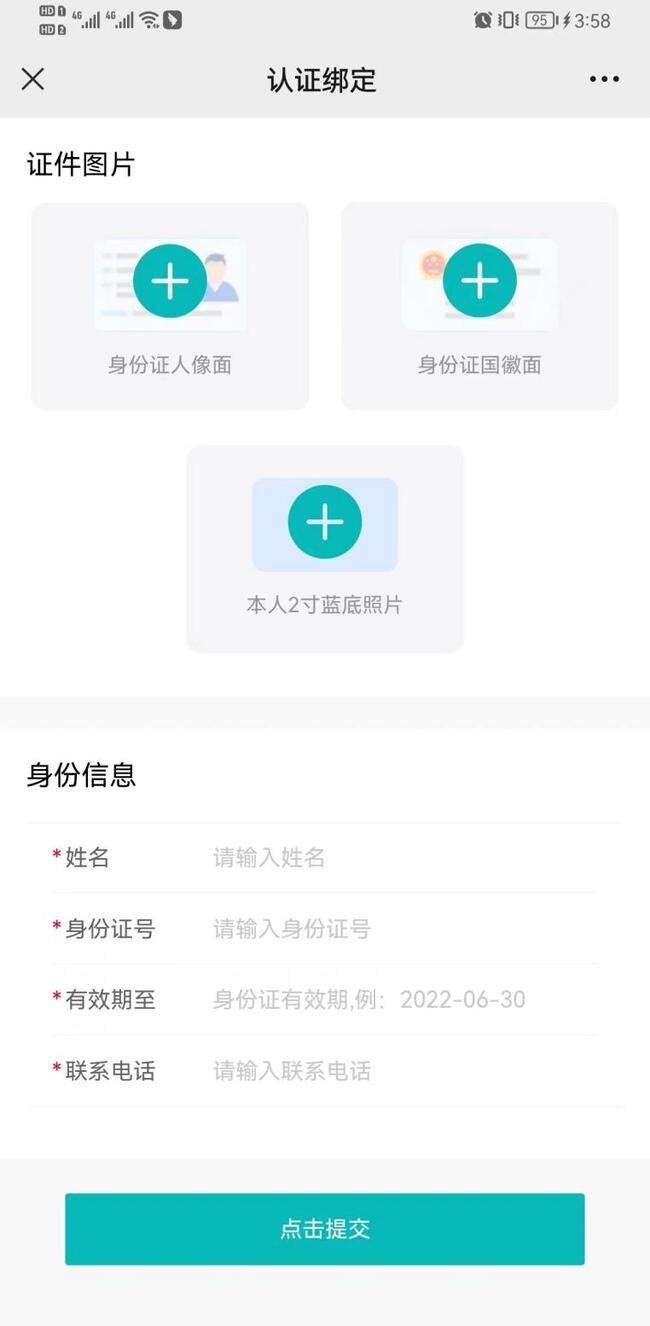 HD 1 4G 4G 95 3:58
HD 2
认证绑定
证件图片
身份证人像面 身份证国徽面
本人2寸蓝底照片
身份信息
*姓名 请输入姓名
*身份证号 请输入身份证号
*有效期至 身份证有效期,例：2022-06-30
*联系电话 请输入联系电话
点击提交